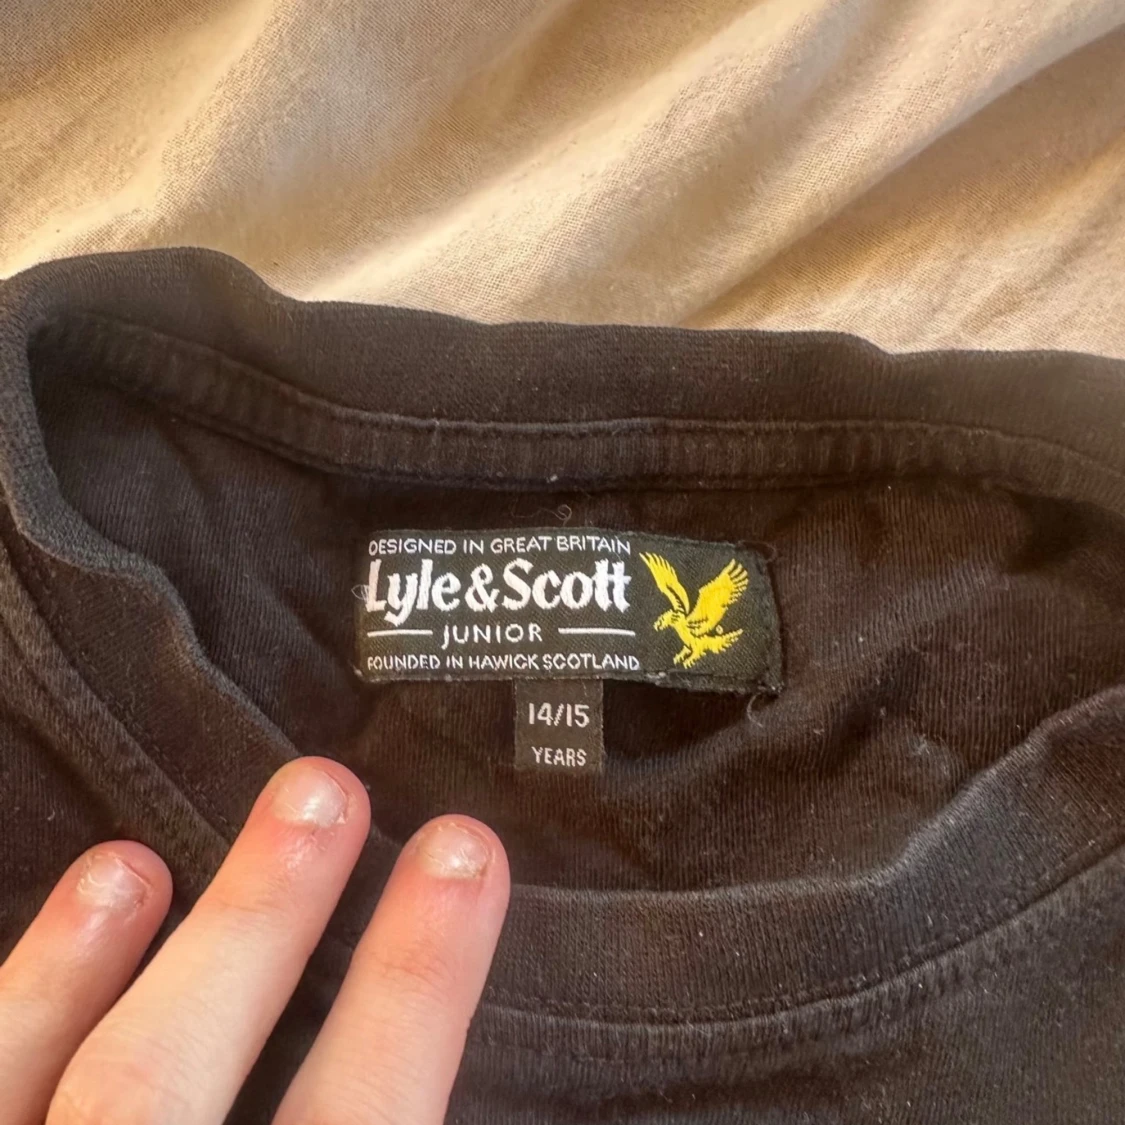 DESIGNED IN GREAT BRITAIN
Lyle&Scott
JUNIOR
FOUNDED IN HAWICK SCOTLAND
14/15
YEARS